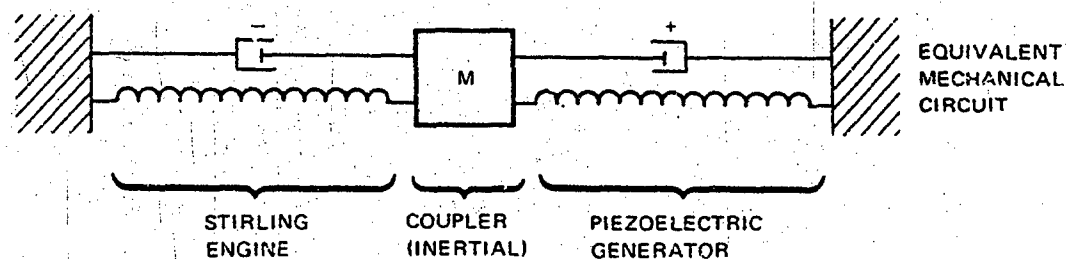 −
+
M
EQUIVALENT
MECHANICAL
CIRCUIT
STIRLING
ENGINE
COUPLER
(INERTIAL)
PIEZOELECTRIC
GENERATOR